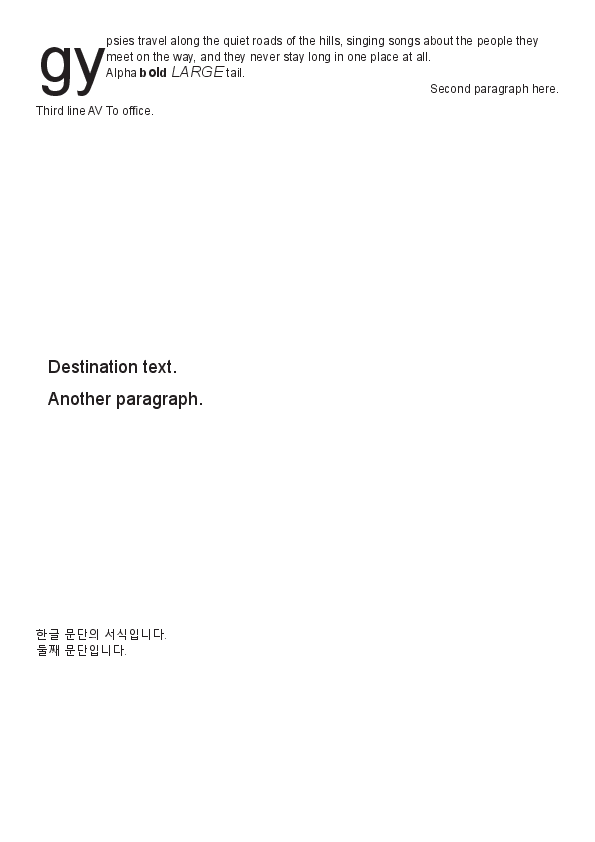 gypsies travel along the quiet roads of the hills, singing songs about the people they
meet on the way, and they never stay long in one place at all.
Alpha bold LARGE tail.
Second paragraph here.
Third line AV To office.
Destination text.
Another paragraph.
한글 문단의 서식입니다.
둘째 문단입니다.